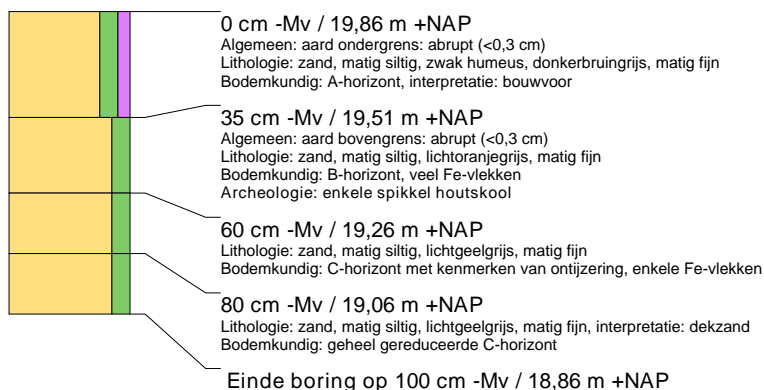 0 cm -Mv / 19,86 m +NAP
Algemeen: aard ondergrens: abrupt (<0,3 cm)
Lithologie: zand, matig siltig, zwak humeus, donkerbruingrijs, matig fijn
Bodemkundig: A-horizont, interpretatie: bouwvoor
35 cm -Mv / 19,51 m +NAP
Algemeen: aard bovengrens: abrupt (<0,3 cm)
Lithologie: zand, matig siltig, lichtoranjegrijs, matig fijn
Bodemkundig: B-horizont, veel Fe-vlekken
Archeologie: enkele spikkel houtskool
60 cm -Mv / 19,26 m +NAP
Lithologie: zand, matig siltig, lichtgeelgrijs, matig fijn
Bodemkundig: C-horizont met kenmerken van ontijzering, enkele Fe-vlekken
80 cm -Mv / 19,06 m +NAP
Lithologie: zand, matig siltig, lichtgeelgrijs, matig fijn, interpretatie: dekzand
Bodemkundig: geheel gereduceerde C-horizont
Einde boring op 100 cm -Mv / 18,86 m +NAP